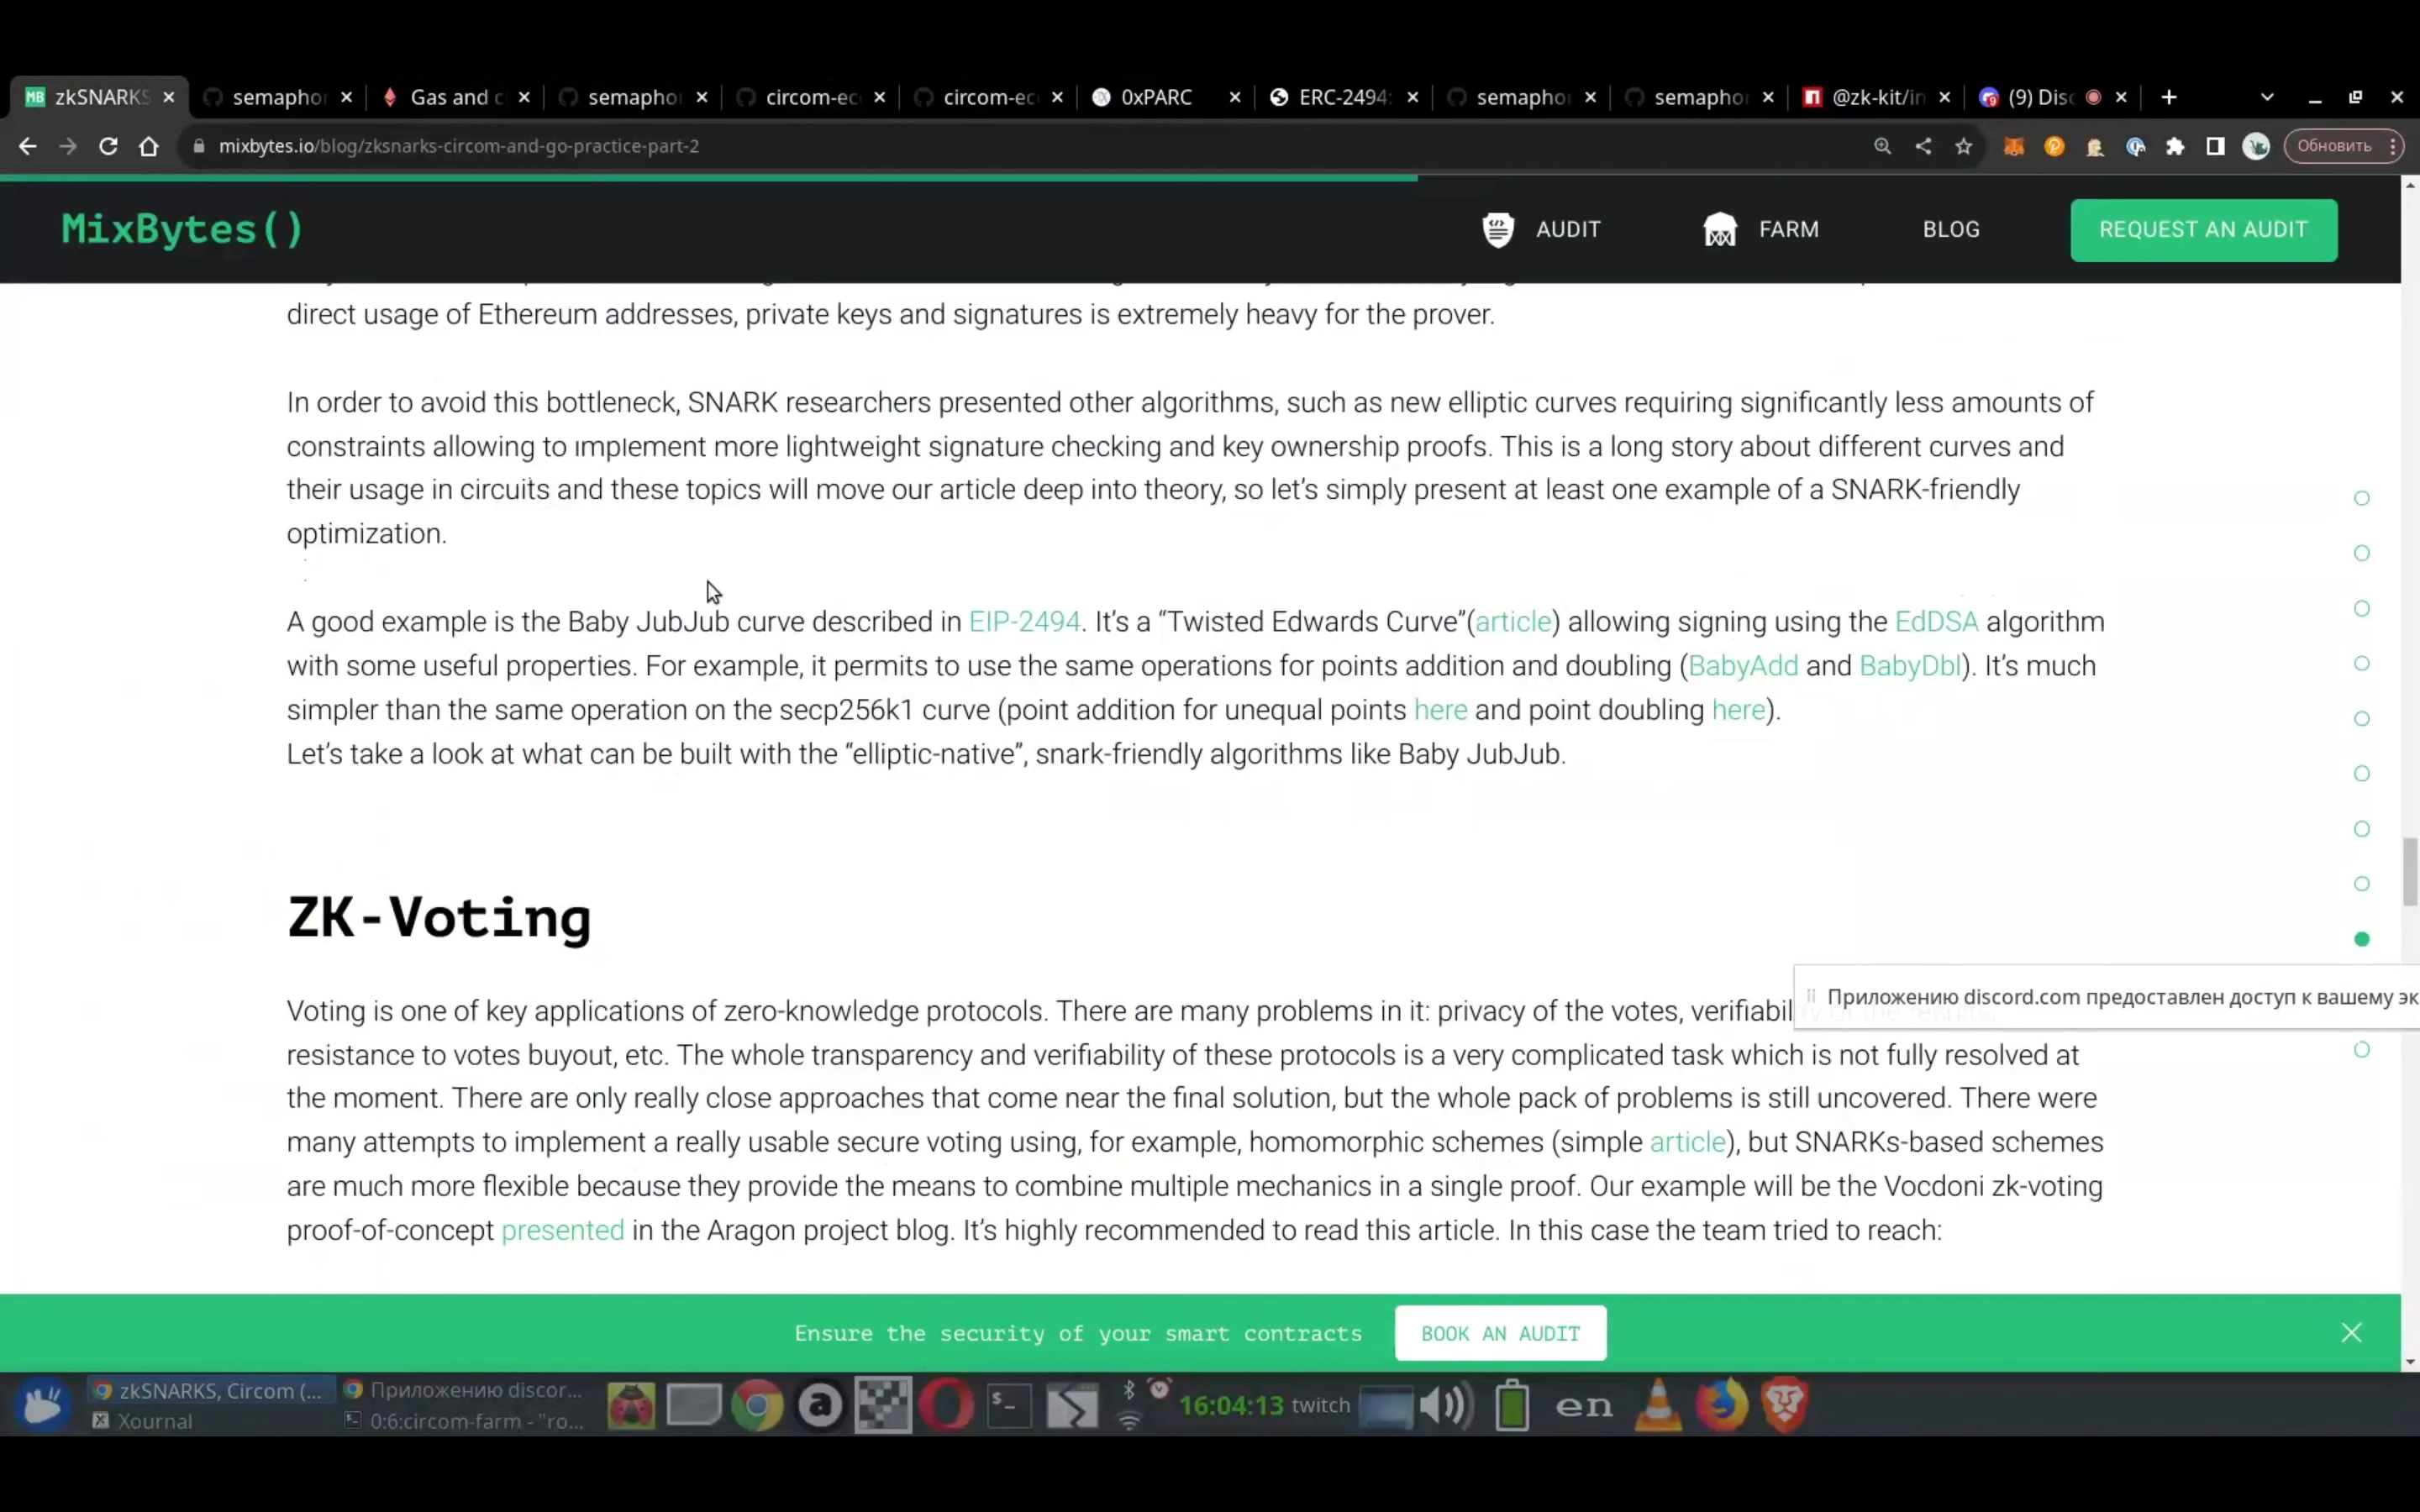 zkSNARKS
semapho
Gas and c
semapho
circom-ec
circom-ec
0xPARC
ERC-2494:
semapho
semapho
@zk-kit/in
(9) Disc
mixbytes.io/blog/zksnarks-circom-and-go-practice-part-2
Обновить
MixBytes()
AUDIT
FARM
BLOG
REQUEST AN AUDIT
direct usage of Ethereum addresses, private keys and signatures is extremely heavy for the prover.
In order to avoid this bottleneck, SNARK researchers presented other algorithms, such as new elliptic curves requiring significantly less amounts of
constraints allowing to implement more lightweight signature checking and key ownership proofs. This is a long story about different curves and
their usage in circuits and these topics will move our article deep into theory, so let’s simply present at least one example of a SNARK-friendly
optimization.
A good example is the Baby JubJub curve described in EIP-2494. It’s a “Twisted Edwards Curve”(article) allowing signing using the EdDSA algorithm
with some useful properties. For example, it permits to use the same operations for points addition and doubling (BabyAdd and BabyDbl). It’s much
simpler than the same operation on the secp256k1 curve (point addition for unequal points here and point doubling here).
Let’s take a look at what can be built with the “elliptic-native”, snark-friendly algorithms like Baby JubJub.
ZK-Voting
Voting is one of key applications of zero-knowledge protocols. There are many problems in it: privacy of the votes, verifiabil
Приложению discord.com предоставлен доступ к вашему эк
resistance to votes buyout, etc. The whole transparency and verifiability of these protocols is a very complicated task which is not fully resolved at
the moment. There are only really close approaches that come near the final solution, but the whole pack of problems is still uncovered. There were
many attempts to implement a really usable secure voting using, for example, homomorphic schemes (simple article), but SNARKs-based schemes
are much more flexible because they provide the means to combine multiple mechanics in a single proof. Our example will be the Vocdoni zk-voting
proof-of-concept presented in the Aragon project blog. It’s highly recommended to read this article. In this case the team tried to reach:
Ensure the security of your smart contracts
BOOK AN AUDIT
zkSNARKS, Circom (...
Приложению discor...
Xournal
0:6:circom-farm - "ro...
16:04:13
twitch
en